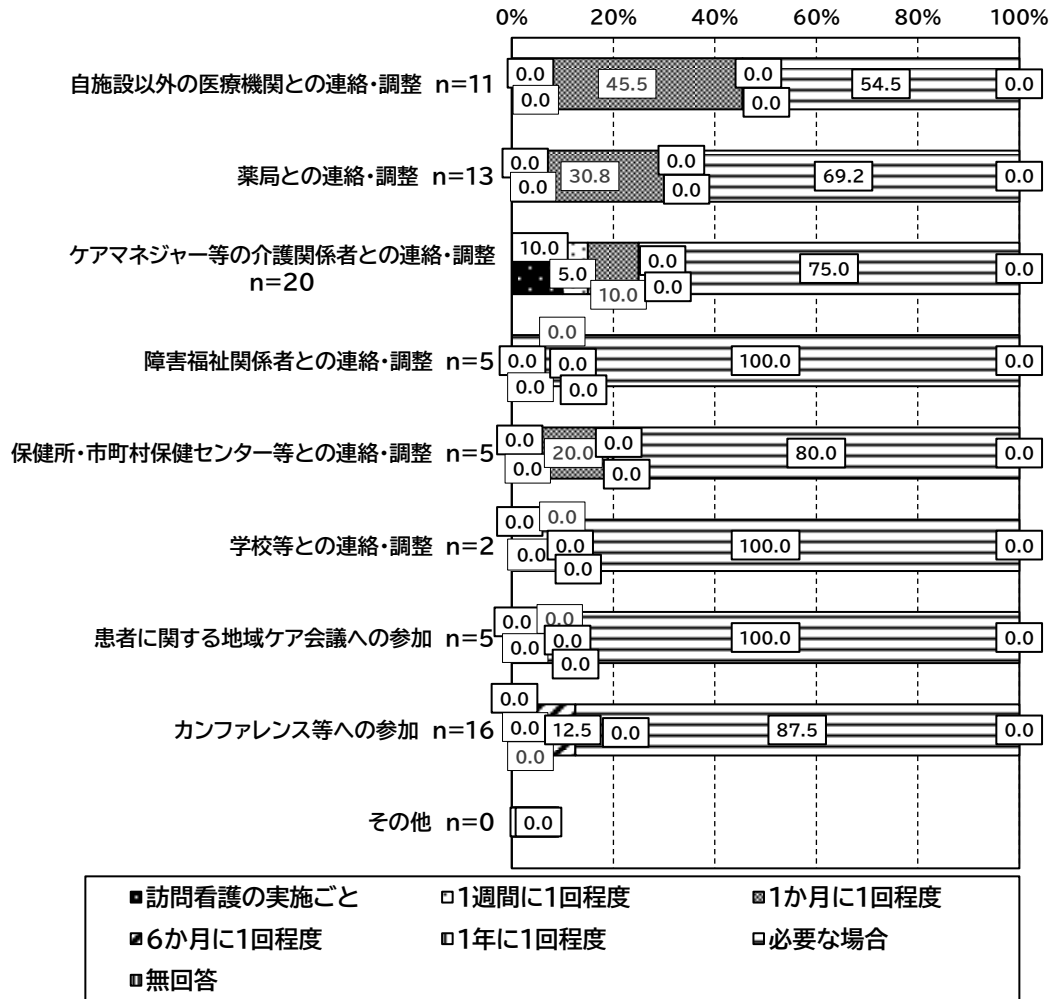 0% 20% 40% 60% 80% 100%
自施設以外の医療機関との連絡・調整 n=11
0.0 0.0 45.5 0.0 0.0 54.5 0.0
薬局との連絡・調整 n=13
0.0 0.0 30.8 0.0 0.0 69.2 0.0
ケアマネジャー等の介護関係者との連絡・調整
n=20
10.0 5.0 10.0 0.0 0.0 75.0 0.0
障害福祉関係者との連絡・調整 n=5
0.0 0.0 0.0 0.0 0.0 100.0 0.0
保健所・市町村保健センター等との連絡・調整 n=5
0.0 0.0 20.0 0.0 0.0 80.0 0.0
学校等との連絡・調整 n=2
0.0 0.0 0.0 0.0 0.0 100.0 0.0
患者に関する地域ケア会議への参加 n=5
0.0 0.0 0.0 0.0 0.0 100.0 0.0
カンファレンス等への参加 n=16
0.0 0.0 0.0 12.5 0.0 87.5 0.0
その他 n=0
0.0
訪問看護の実施ごと 1週間に1回程度 1か月に1回程度
6か月に1回程度 1年に1回程度 必要な場合
無回答